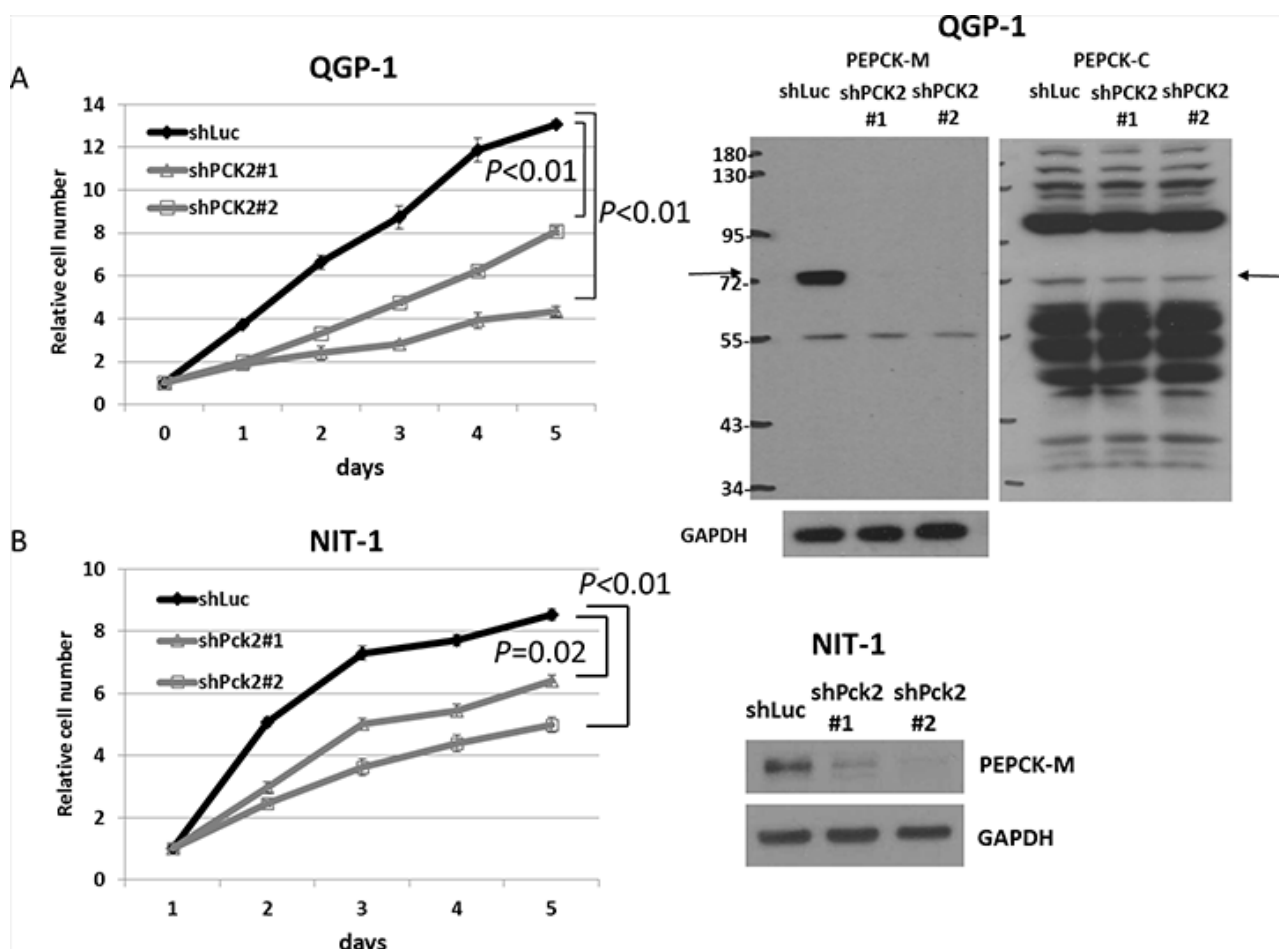 A
QGP-1
Relative cell number
14
12
10
8
6
4
2
0
shLuc
shPCK2#1
shPCK2#2
P<0.01
P<0.01
0 1 2 3 4 5
days
QGP-1
PEPCK-M PEPCK-C
shLuc shPCK2 shPCK2 shLuc shPCK2 shPCK2
#1 #2 #1 #2
180-
130-
95-
72-
55-
43-
34-
GAPDH
B
NIT-1
Relative cell number
10
8
6
4
2
0
shLuc
shPck2#1
shPck2#2
P<0.01
P=0.02
1 2 3 4 5
days
NIT-1
shLuc shPck2 shPck2
#1 #2
PEPCK-M
GAPDH